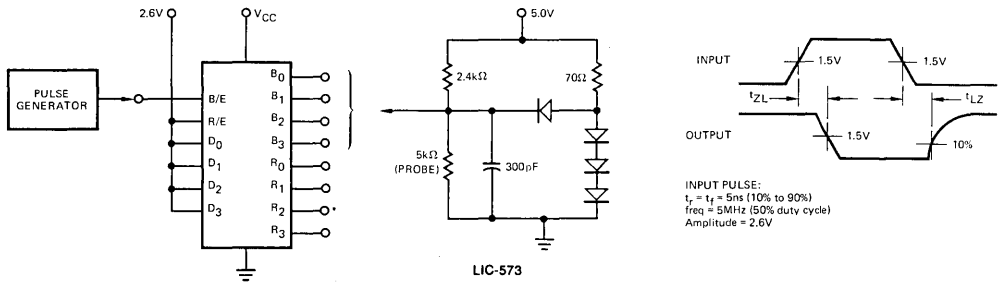 2.6V
VCC
PULSE
GENERATOR
B/E
R/E
D0
D1
D2
D3
B0
B1
B2
B3
R0
R1
R2
R3
*
5.0V
2.4kΩ
70Ω
5kΩ
(PROBE)
300pF
LIC-573
INPUT
1.5V
1.5V
tZL
tLZ
OUTPUT
1.5V
10%
INPUT PULSE:
tr = tf = 5ns (10% to 90%)
freq = 5MHz (50% duty cycle)
Amplitude = 2.6V